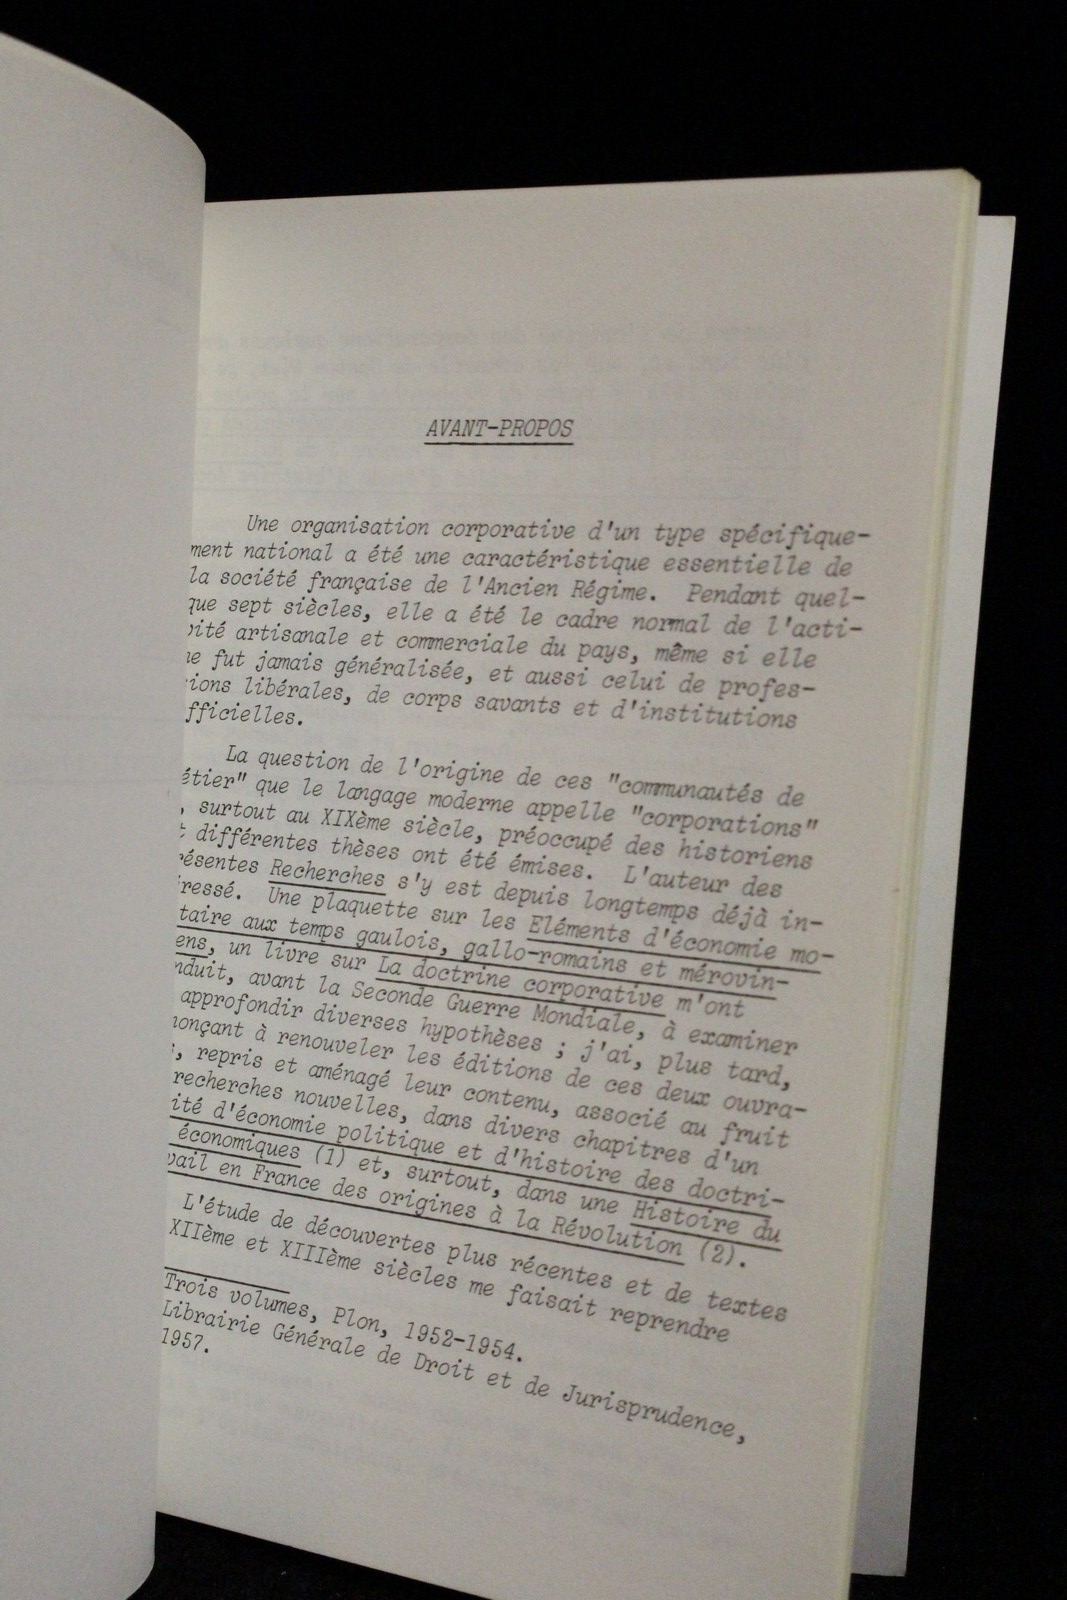 AVANT-PROPOS
Une organisation corporative d'un type spécifique-
ment national a été une caractéristique essentielle de
la société française de l'Ancien Régime. Pendant quel-
que sept siècles, elle a été le cadre normal de l'acti-
vité artisanale et commerciale du pays, même si elle
ne fut jamais généralisée, et aussi celui de profes-
sions libérales, de corps savants et d'institutions
fficielles.
La question de l'origine de ces "communautés de
étier" que le langage moderne appelle "corporations"
, surtout au XIXème siècle, préoccupé des historiens
t différentes thèses ont été émises. L'auteur des
résentes Recherches s'y est depuis longtemps déjà in-
ressé. Une plaquette sur les Eléments d'économie mo-
taire aux temps gaulois, gallo-romains et mérovin-
ens, un livre sur La doctrine corporative m'ont
nduit, avant la Seconde Guerre Mondiale, à examiner
approfondir diverses hypothèses ; j'ai, plus tard,
nonçant à renouveler les éditions de ces deux ouvra-
s, repris et aménagé leur contenu, associé au fruit
recherches nouvelles, dans divers chapitres d'un
ité d'économie politique et d'histoire des doctri-
économiques (1) et, surtout, dans une Histoire du
vail en France des origines à la Révolution (2).
L'étude de découvertes plus récentes et de textes
XIIème et XIIIème siècles me faisait reprendre
Trois volumes, Plon, 1952-1954.
Librairie Générale de Droit et de Jurisprudence,
1957.